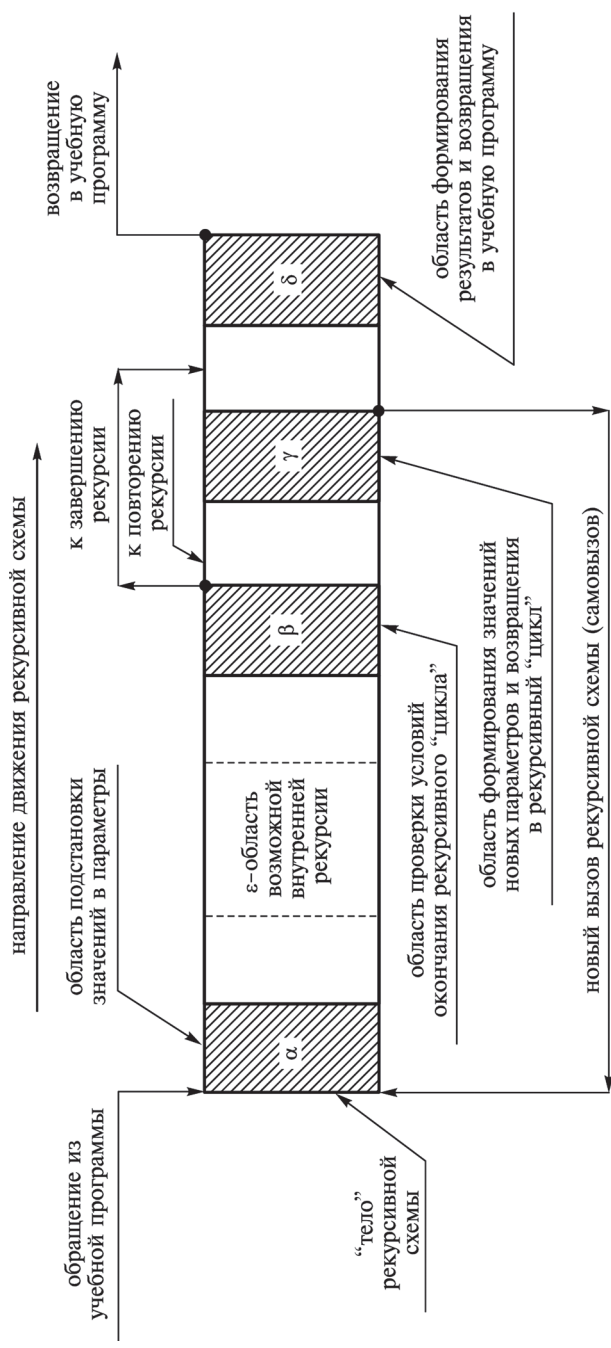 направление движения рекурсивной схемы
обращение из
учебной программы
область подстановки
значений в параметры
к завершению
рекурсии
к повторению
рекурсии
возвращение
в учебную
программу
α
ε-область
возможной
внутренней
рекурсии
β
γ
δ
“тело”
рекурсивной
схемы
область проверки условий
окончания рекурсивного “цикла”
область формирования значений
новых параметров и возвращения
в рекурсивный “цикл”
область формирования
результатов и возвращения
в учебную программу
новый вызов рекурсивной схемы (самовызов)